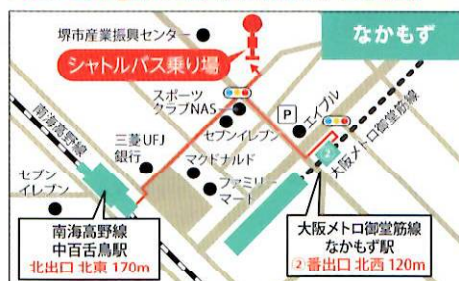 なかもず
堺市産業振興センター
シャトルバス乗り場
スポーツ
クラブNAS
セブンイレブン
P
エイブル
大阪メトロ御堂筋線
南海高野線
三菱UFJ
銀行
マクドナルド
ファミリー
マート
セブン
イレブン
②
南海高野線
中百舌鳥駅
北出口 北東 170m
大阪メトロ御堂筋線
なかもず駅
②番出口 北西 120m